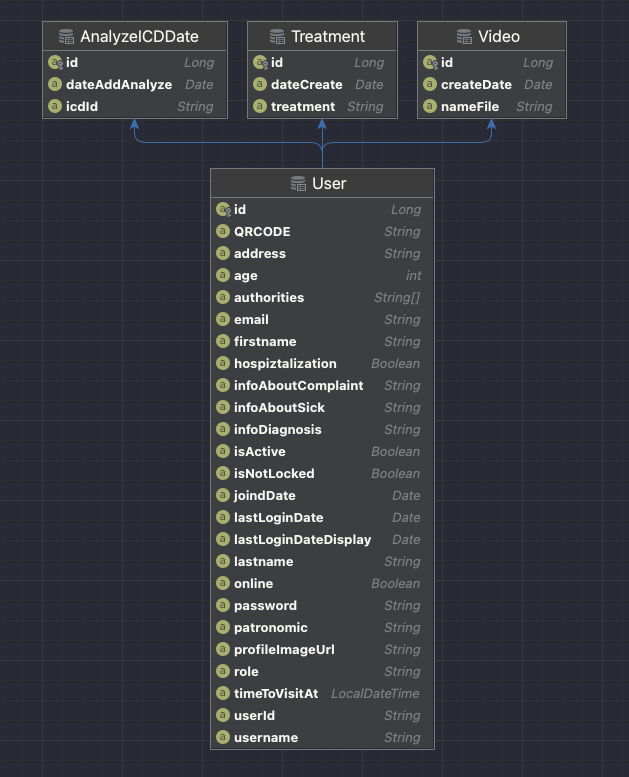 AnalyzeICDDate
id Long
dateAddAnalyze Date
icdId String
Treatment
id Long
dateCreate Date
treatment String
Video
id Long
createDate Date
nameFile String
User
id Long
QRCODE String
address String
age int
authorities String[]
email String
firstname String
hospiztalization Boolean
infoAboutComplaint String
infoAboutSick String
infoDiagnosis String
isActive Boolean
isNotLocked Boolean
joindDate Date
lastLoginDate Date
lastLoginDateDisplay Date
lastname String
online Boolean
password String
patronomic String
profileImageUrl String
role String
timeToVisitAt LocalDateTime
userId String
username String